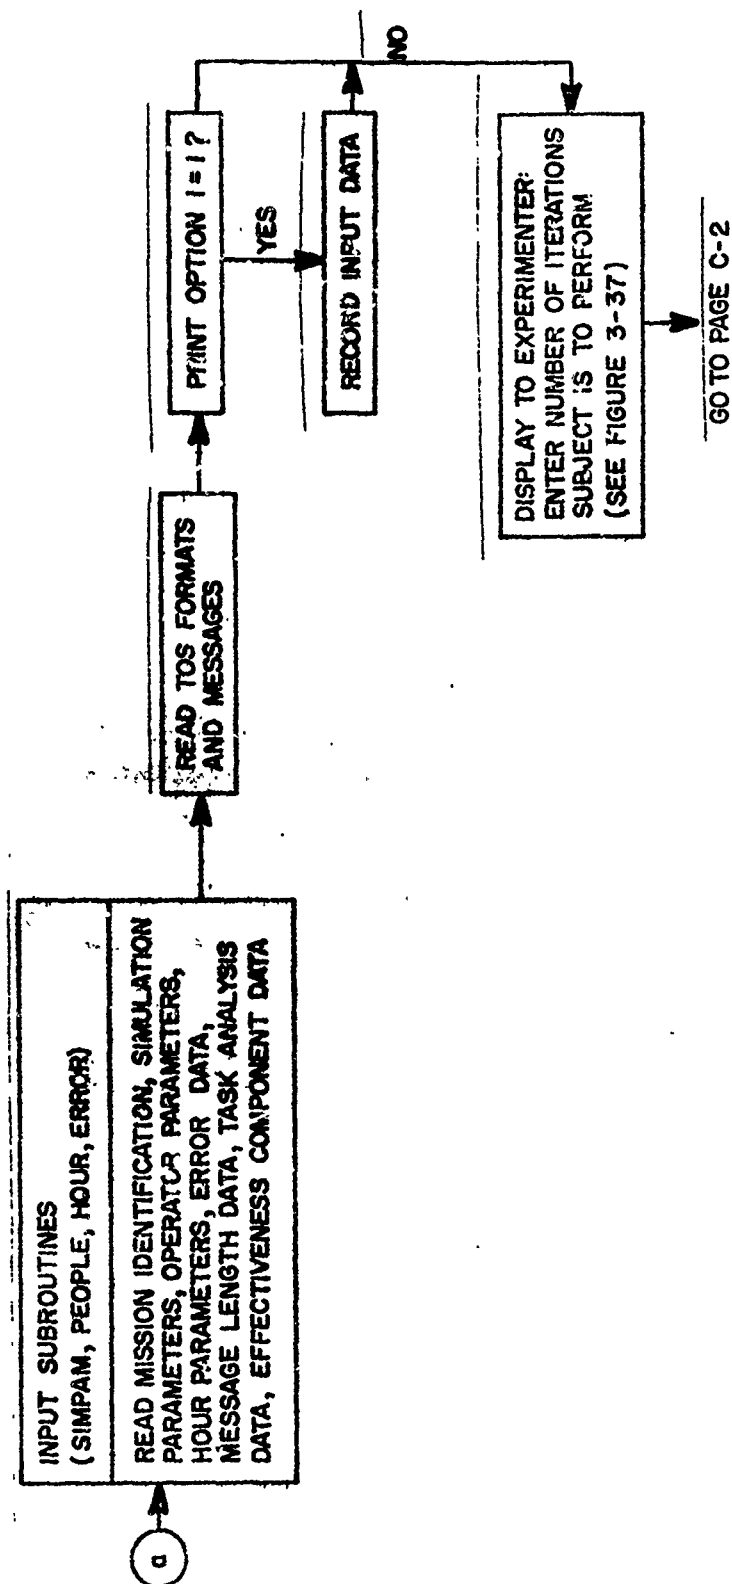 a
INPUT SUBROUTINES
(SIMPAM, PEOPLE, HOUR, ERROR)
READ MISSION IDENTIFICATION, SIMULATION
PARAMETERS, OPERATOR PARAMETERS,
HOUR PARAMETERS, ERROR DATA,
MESSAGE LENGTH DATA, TASK ANALYSIS
DATA, EFFECTIVENESS COMPONENT DATA
READ TOS FORMATS
AND MESSAGES
PRINT OPTION 1 = 1?
YES
RECORD INPUT DATA
NO
DISPLAY TO EXPERIMENTER:
ENTER NUMBER OF ITERATIONS
SUBJECT IS TO PERFORM
(SEE FIGURE 3-37)
GO TO PAGE C-2